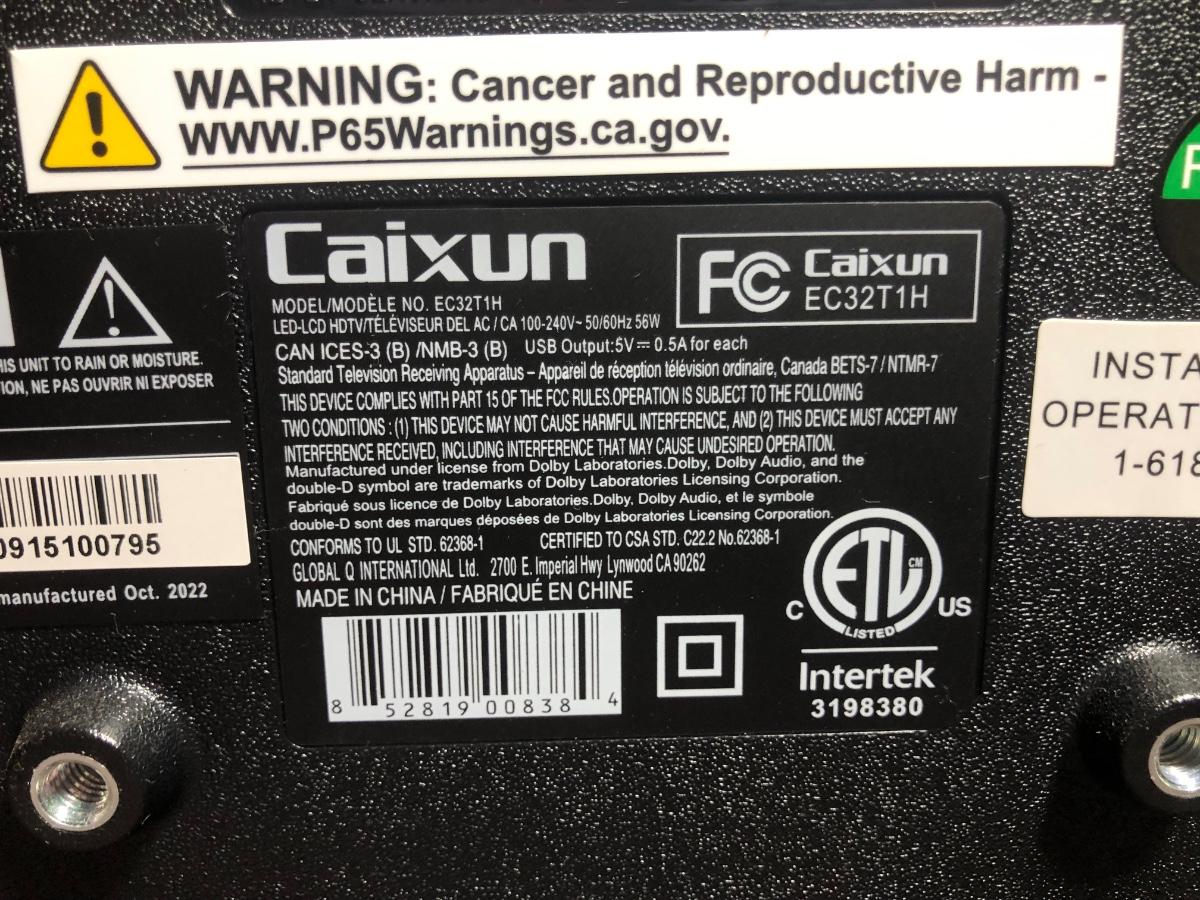 WARNING: Cancer and Reproductive Harm -
WWW.P65Warnings.ca.gov.
Caixun
MODEL/MODÈLE NO. EC32T1H
LED-LCD HDTV/TÉLÉVISEUR DEL AC / CA 100-240V~ 50/60Hz 56W
FC Caixun
EC32T1H
CAN ICES-3 (B) /NMB-3 (B) USB Output:5V⎓0.5A for each
Standard Television Receiving Apparatus – Appareil de réception télévision ordinaire, Canada BETS-7 / NTMR-7
THIS DEVICE COMPLIES WITH PART 15 OF THE FCC RULES.OPERATION IS SUBJECT TO THE FOLLOWING
TWO CONDITIONS : (1) THIS DEVICE MAY NOT CAUSE HARMFUL INTERFERENCE, AND (2) THIS DEVICE MUST ACCEPT ANY
INTERFERENCE RECEIVED, INCLUDING INTERFERENCE THAT MAY CAUSE UNDESIRED OPERATION.
Manufactured under license from Dolby Laboratories.Dolby, Dolby Audio, and the
double-D symbol are trademarks of Dolby Laboratories Licensing Corporation.
Fabriqué sous licence de Dolby Laboratories.Dolby, Dolby Audio, et le symbole
double-D sont des marques déposées de Dolby Laboratories Licensing Corporation.
CONFORMS TO UL STD. 62368-1 CERTIFIED TO CSA STD. C22.2 No.62368-1
GLOBAL Q INTERNATIONAL Ltd. 2700 E. Imperial Hwy Lynwood CA 90262
MADE IN CHINA / FABRIQUÉ EN CHINE
8 52819 00838 4
C ETL CM US
LISTED
Intertek
3198380
HIS UNIT TO RAIN OR MOISTURE.
TION, NE PAS OUVRIR NI EXPOSER
0915100795
manufactured Oct. 2022
INSTA
OPERAT
1-618